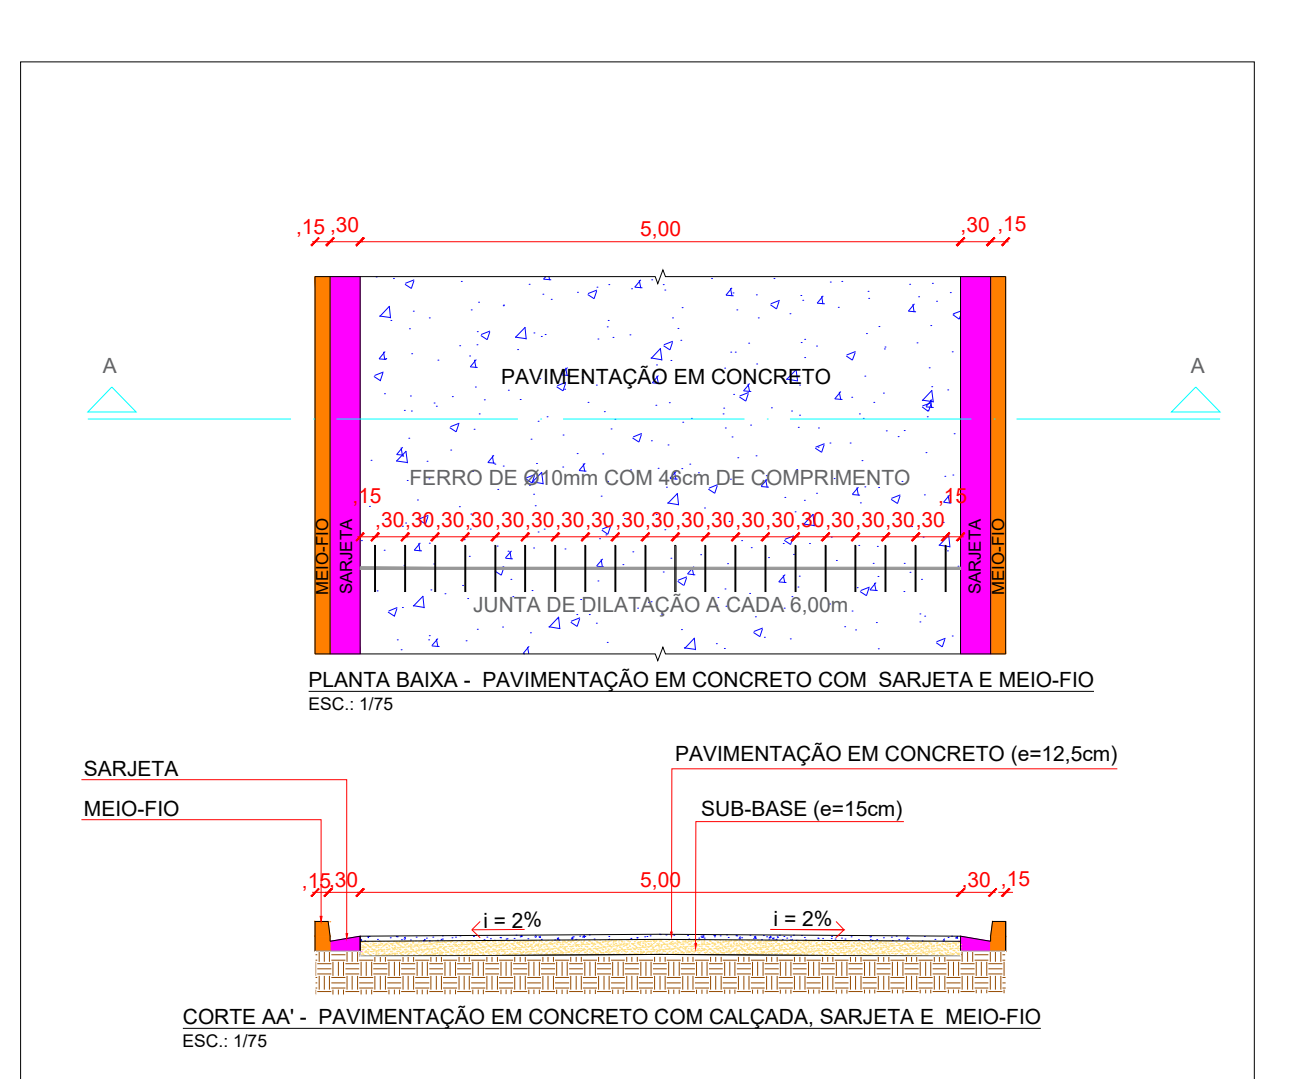 ,15 ,30 5,00 ,30 ,15
A A
PAVIMENTAÇÃO EM CONCRETO
FERRO DE Ø10mm COM 46cm DE COMPRIMENTO
,15 ,15
,30 ,30 ,30 ,30 ,30 ,30 ,30 ,30 ,30 ,30 ,30 ,30 ,30 ,30 ,30 ,30 ,30 ,30 ,30
MEIO-FIO SARJETA SARJETA MEIO-FIO
JUNTA DE DILATAÇÃO A CADA 6,00m
PLANTA BAIXA - PAVIMENTAÇÃO EM CONCRETO COM SARJETA E MEIO-FIO
ESC.: 1/75
PAVIMENTAÇÃO EM CONCRETO (e=12,5cm)
SARJETA
MEIO-FIO
SUB-BASE (e=15cm)
,15 ,30 5,00 ,30 ,15
i = 2% i = 2%
CORTE AA' - PAVIMENTAÇÃO EM CONCRETO COM CALÇADA, SARJETA E MEIO-FIO
ESC.: 1/75